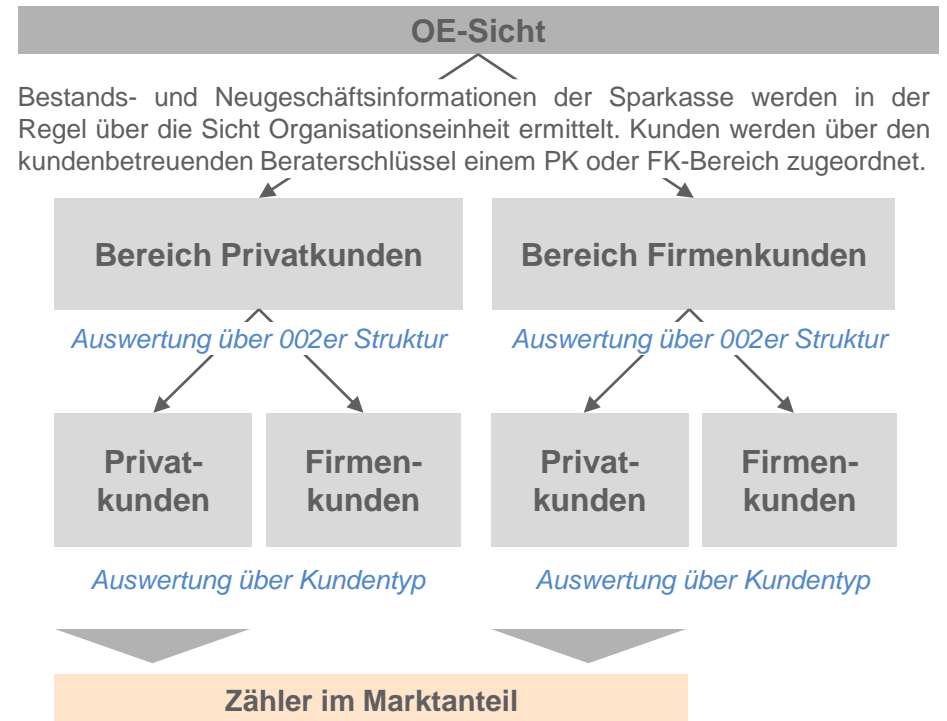 OE-Sicht
Bestands- und Neugeschäftsinformationen der Sparkasse werden in der
Regel über die Sicht Organisationseinheit ermittelt. Kunden werden über den
kundenbetreuenden Beraterschlüssel einem PK oder FK-Bereich zugeordnet.
Bereich Privatkunden
Bereich Firmenkunden
Auswertung über 002er Struktur
Auswertung über 002er Struktur
Privat-
kunden
Firmen-
kunden
Privat-
kunden
Firmen-
kunden
Auswertung über Kundentyp
Auswertung über Kundentyp
Zähler im Marktanteil